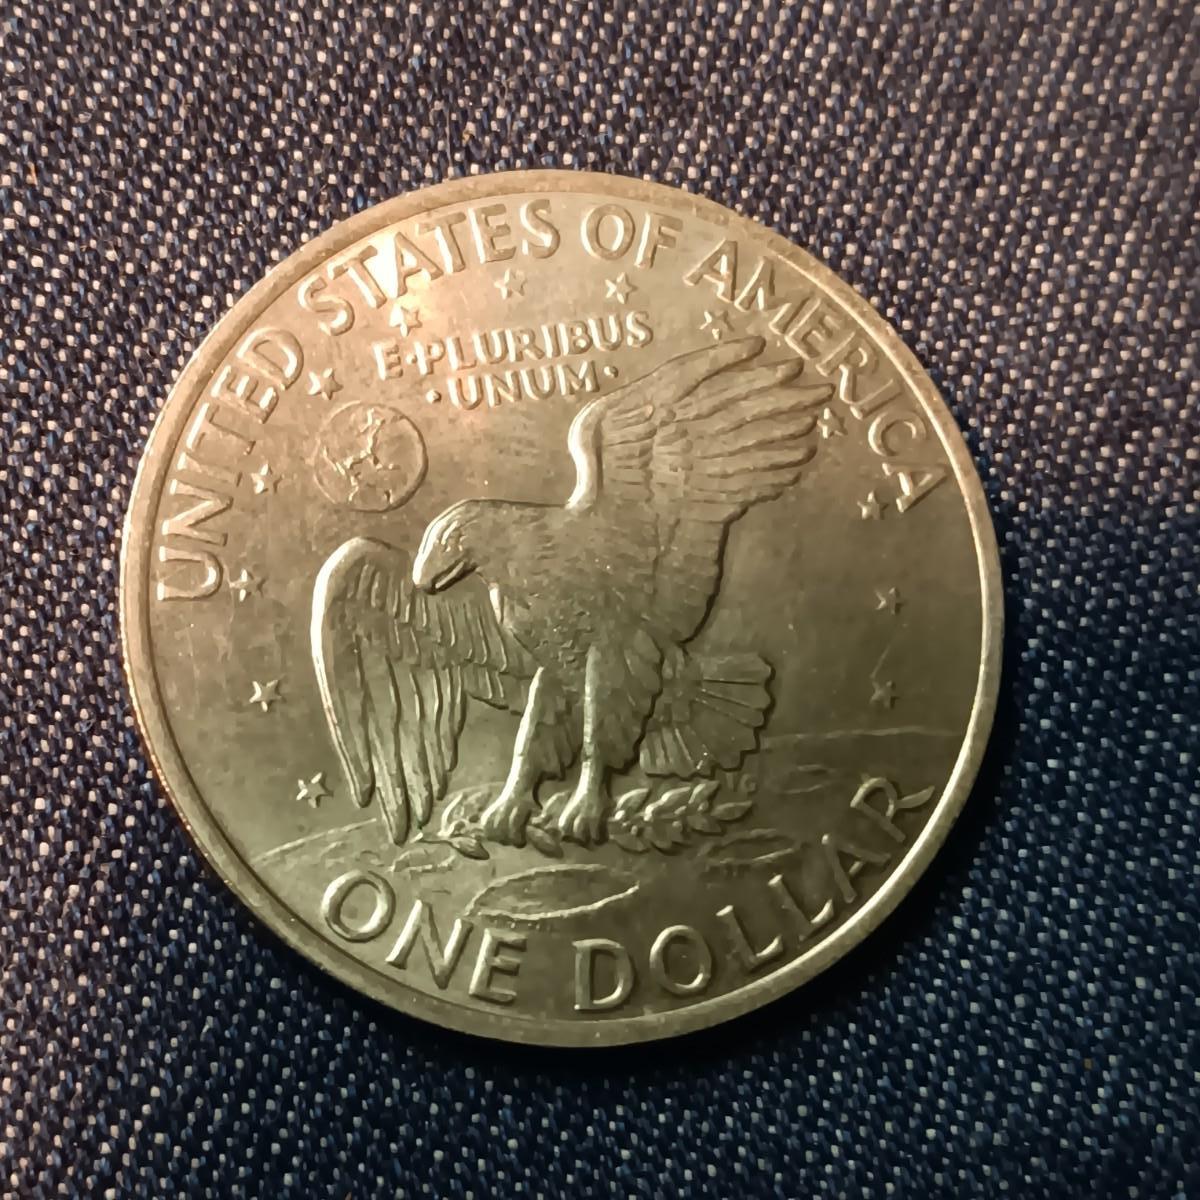 UNITED STATES OF AMERICA
E·PLURIBUS
·UNUM·
ONE DOLLAR